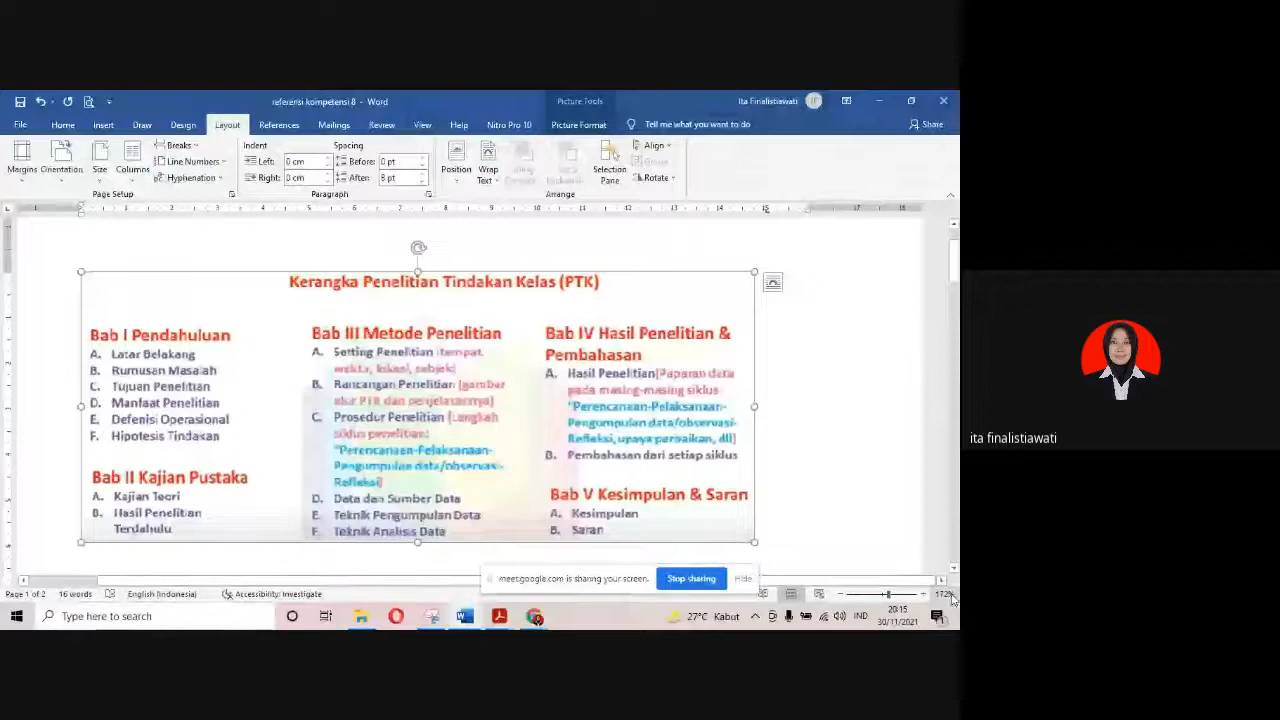 referensi kompetensi 8 - Word
Picture Tools
Ita Finalistiawati
File Home Insert Draw Design Layout References Mailings Review View Help Nitro Pro 10 Picture Format Tell me what you want to do Share
Margins Orientation Size Columns
Breaks
Line Numbers
Hyphenation
Page Setup
Indent Spacing
Left: 0 cm Before: 0 pt
Right: 0 cm After: 8 pt
Paragraph
Position Wrap Text
Selection Pane
Align
Rotate
Arrange
Kerangka Penelitian Tindakan Kelas (PTK)
Bab I Pendahuluan
A. Latar Belakang
B. Rumusan Masalah
C. Tujuan Penelitian
D. Manfaat Penelitian
E. Defenisi Operasional
F. Hipotesis Tindakan
Bab II Kajian Pustaka
A. Kajian Teori
B. Hasil Penelitian
Terdahulu
Bab III Metode Penelitian
A. Setting Penelitian (tempat,
waktu, lokasi, subjek)
B. Rancangan Penelitian (gambar
alur PTK dan penjelasannya)
C. Prosedur Penelitian (Langkah
siklus penelitian:
"Perencanaan-Pelaksanaan-
Pengumpulan data/observasi-
Refleksi)
D. Data dan Sumber Data
E. Teknik Pengumpulan Data
F. Teknik Analisis Data
Bab IV Hasil Penelitian &
Pembahasan
A. Hasil Penelitian(Paparan data
pada masing-masing siklus
"Perencanaan-Pelaksanaan-
Pengumpulan data/observasi-
Refleksi, upaya perbaikan, dll)
B. Pembahasan dari setiap siklus
Bab V Kesimpulan & Saran
A. Kesimpulan
B. Saran
meet.google.com is sharing your screen. Stop sharing Hide
Page 1 of 2 16 words English (Indonesia) Accessibility: Investigate 172%
Type here to search
27°C Kabut
IND
20:15
30/11/2021
ita finalistiawati